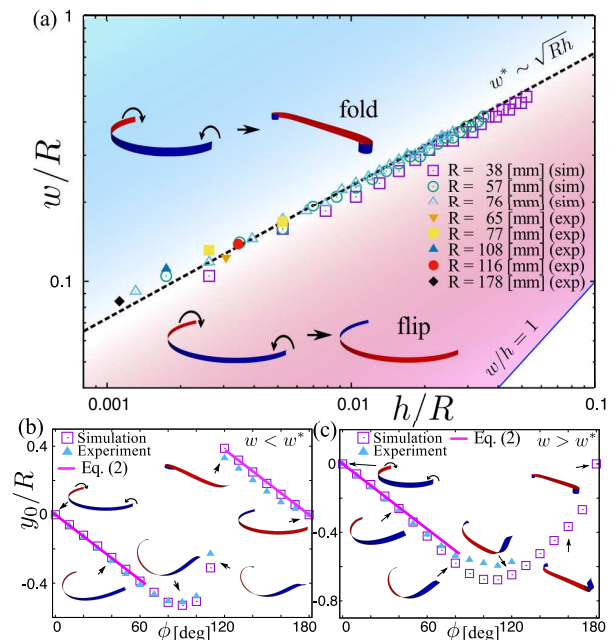 (a)
1
w* ~ √Rh
fold
w/R
R = 38 [mm] (sim)
R = 57 [mm] (sim)
R = 76 [mm] (sim)
R = 65 [mm] (exp)
R = 77 [mm] (exp)
R = 108 [mm] (exp)
R = 116 [mm] (exp)
R = 178 [mm] (exp)
0.1
flip
w/h = 1
0.001
h/R
0.01
0.1
(b)
Simulation
Experiment
Eq. (2)
w < w*
0.4
0
-0.4
y₀/R
0
60
120
180
ϕ[deg]
(c)
Simulation
Experiment
Eq. (2)
w > w*
0
-0.4
-0.8
0
60
120
180
ϕ[deg]